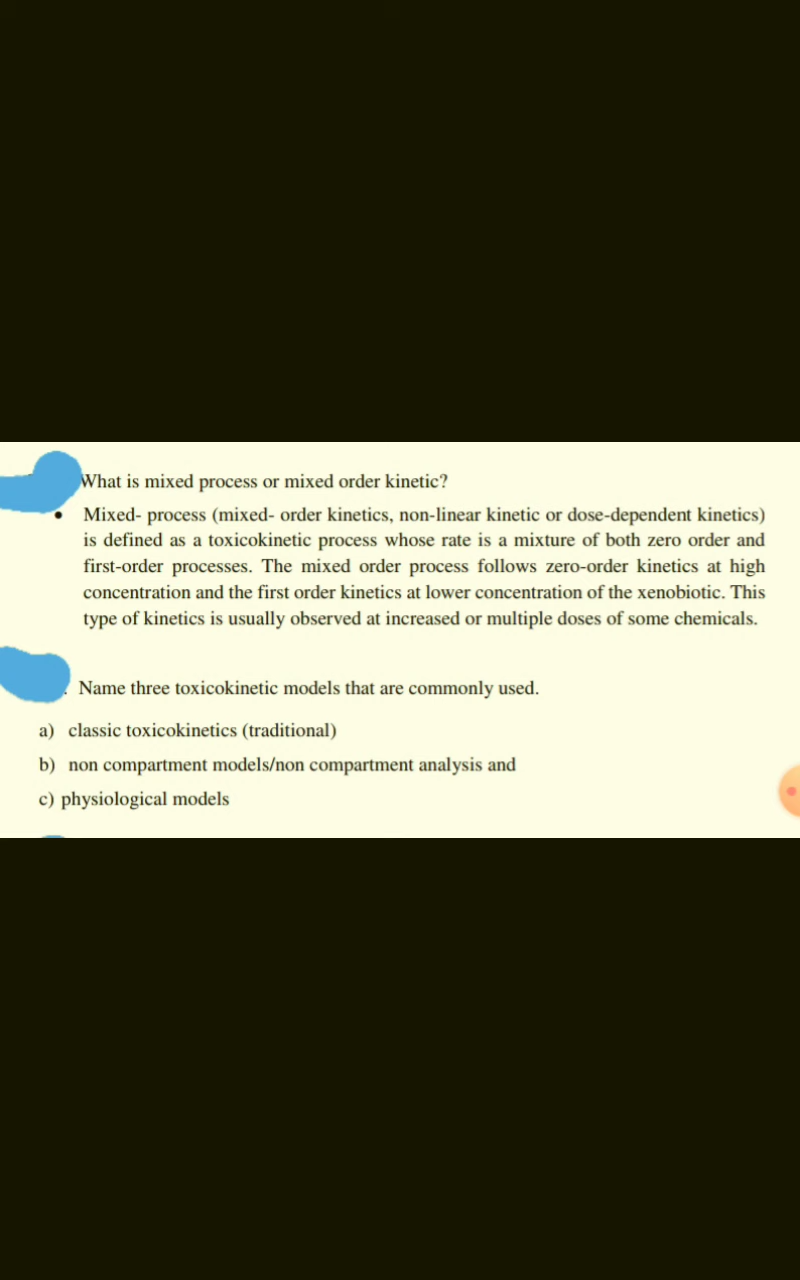 What is mixed process or mixed order kinetic?
• Mixed- process (mixed- order kinetics, non-linear kinetic or dose-dependent kinetics)
is defined as a toxicokinetic process whose rate is a mixture of both zero order and
first-order processes. The mixed order process follows zero-order kinetics at high
concentration and the first order kinetics at lower concentration of the xenobiotic. This
type of kinetics is usually observed at increased or multiple doses of some chemicals.
. Name three toxicokinetic models that are commonly used.
a) classic toxicokinetics (traditional)
b) non compartment models/non compartment analysis and
c) physiological models